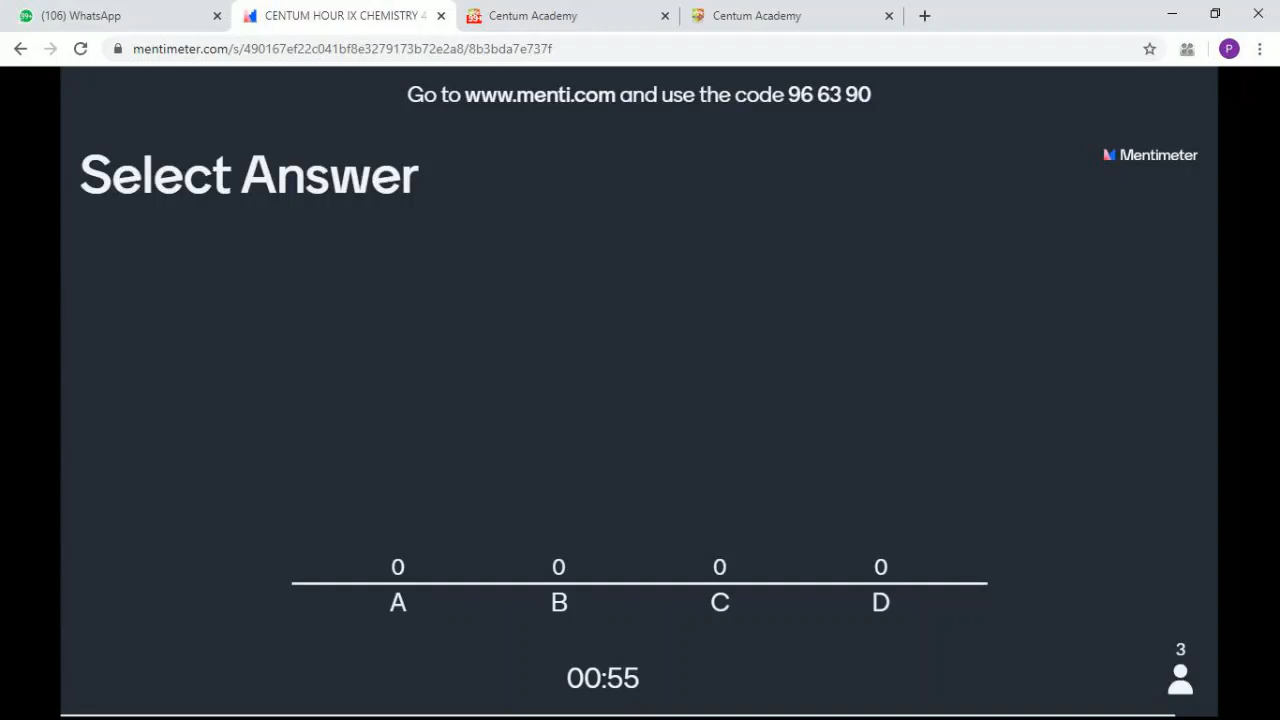 (106) WhatsApp
CENTUM HOUR IX CHEMISTRY 4
Centum Academy
Centum Academy
mentimeter.com/s/490167ef22c041bf8e3279173b72e2a8/8b3bda7e737f
P
Go to www.menti.com and use the code 96 63 90
Mentimeter
Select Answer
0 0 0 0
A B C D
3
00:55